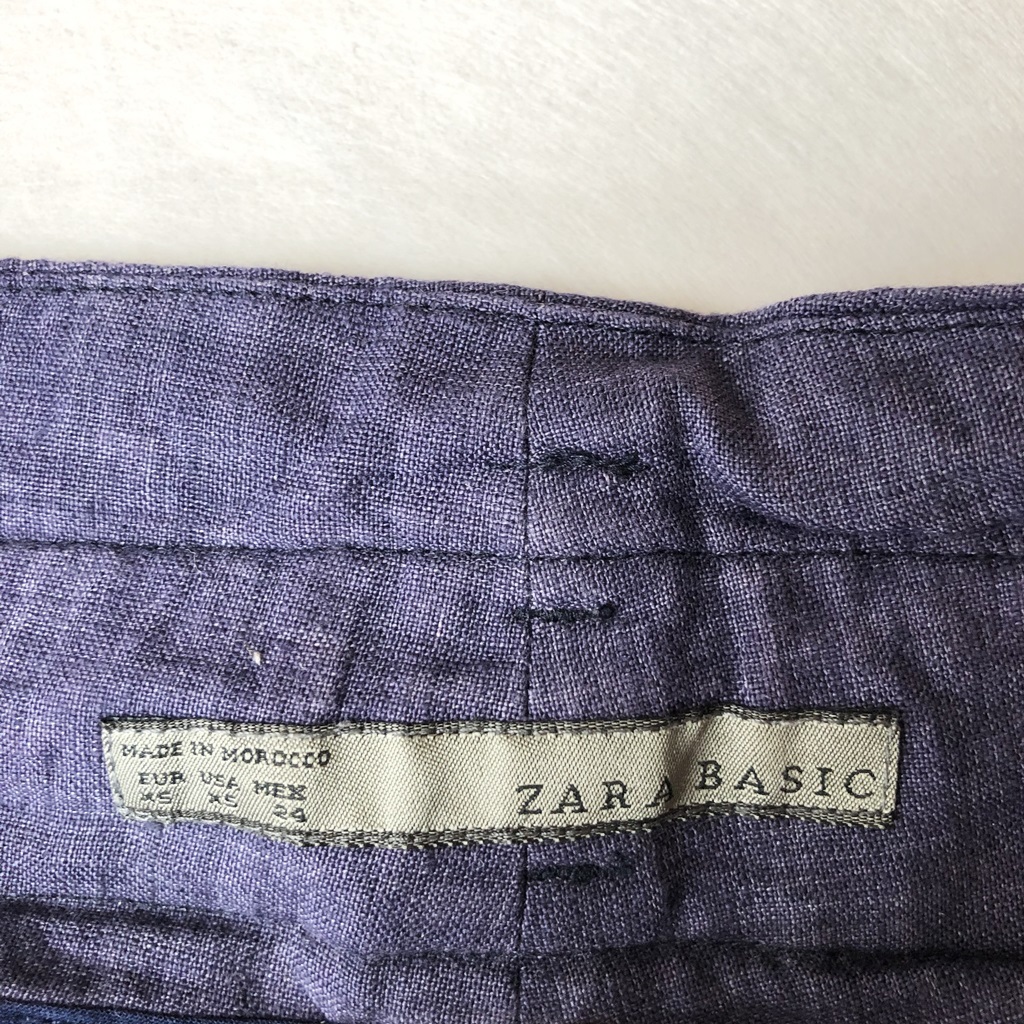 MADE IN MOROCCO
EUR USA MEX
XS XS 24
ZARA BASIC